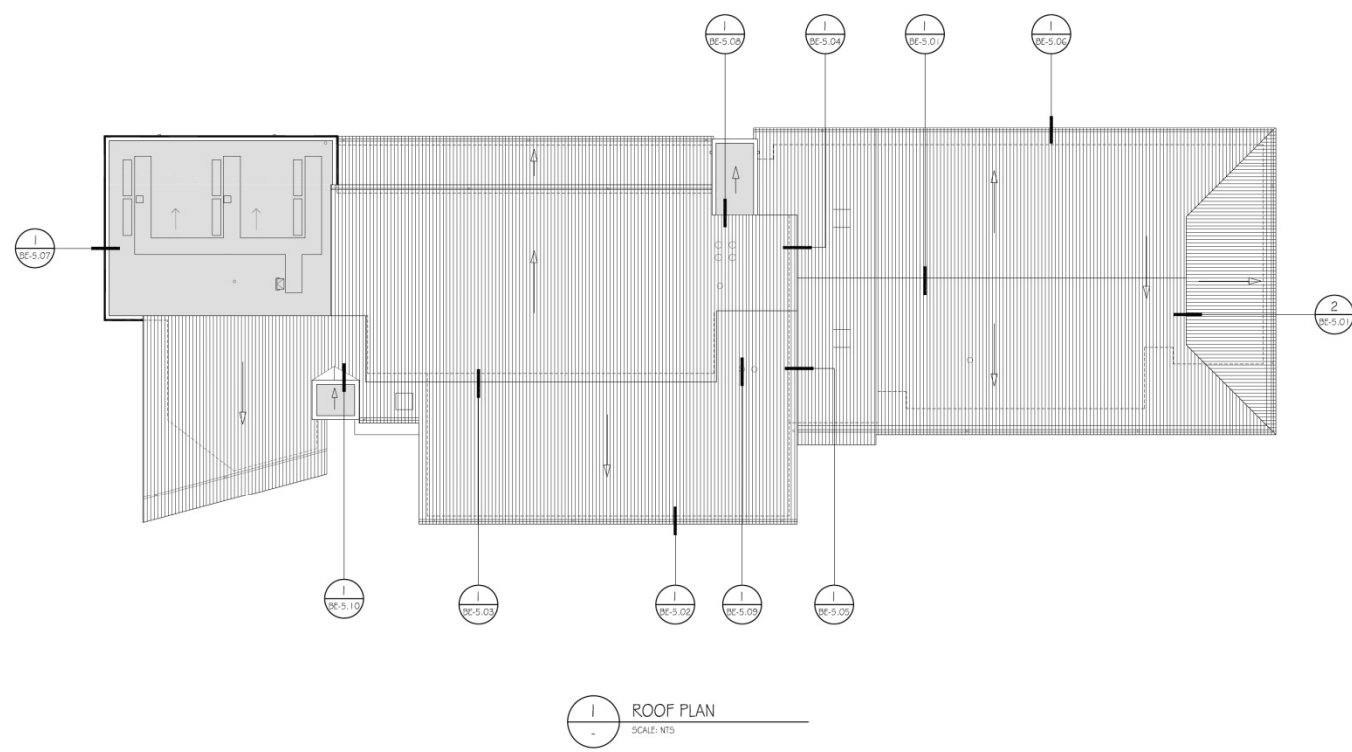 1
BE-5.08
1
BE-5.04
1
BE-5.01
1
BE-5.06
1
BE-5.07
2
BE-5.01
1
BE-5.10
1
BE-5.03
1
BE-5.02
1
BE-5.09
1
BE-5.05
1
-
ROOF PLAN
SCALE: NTS